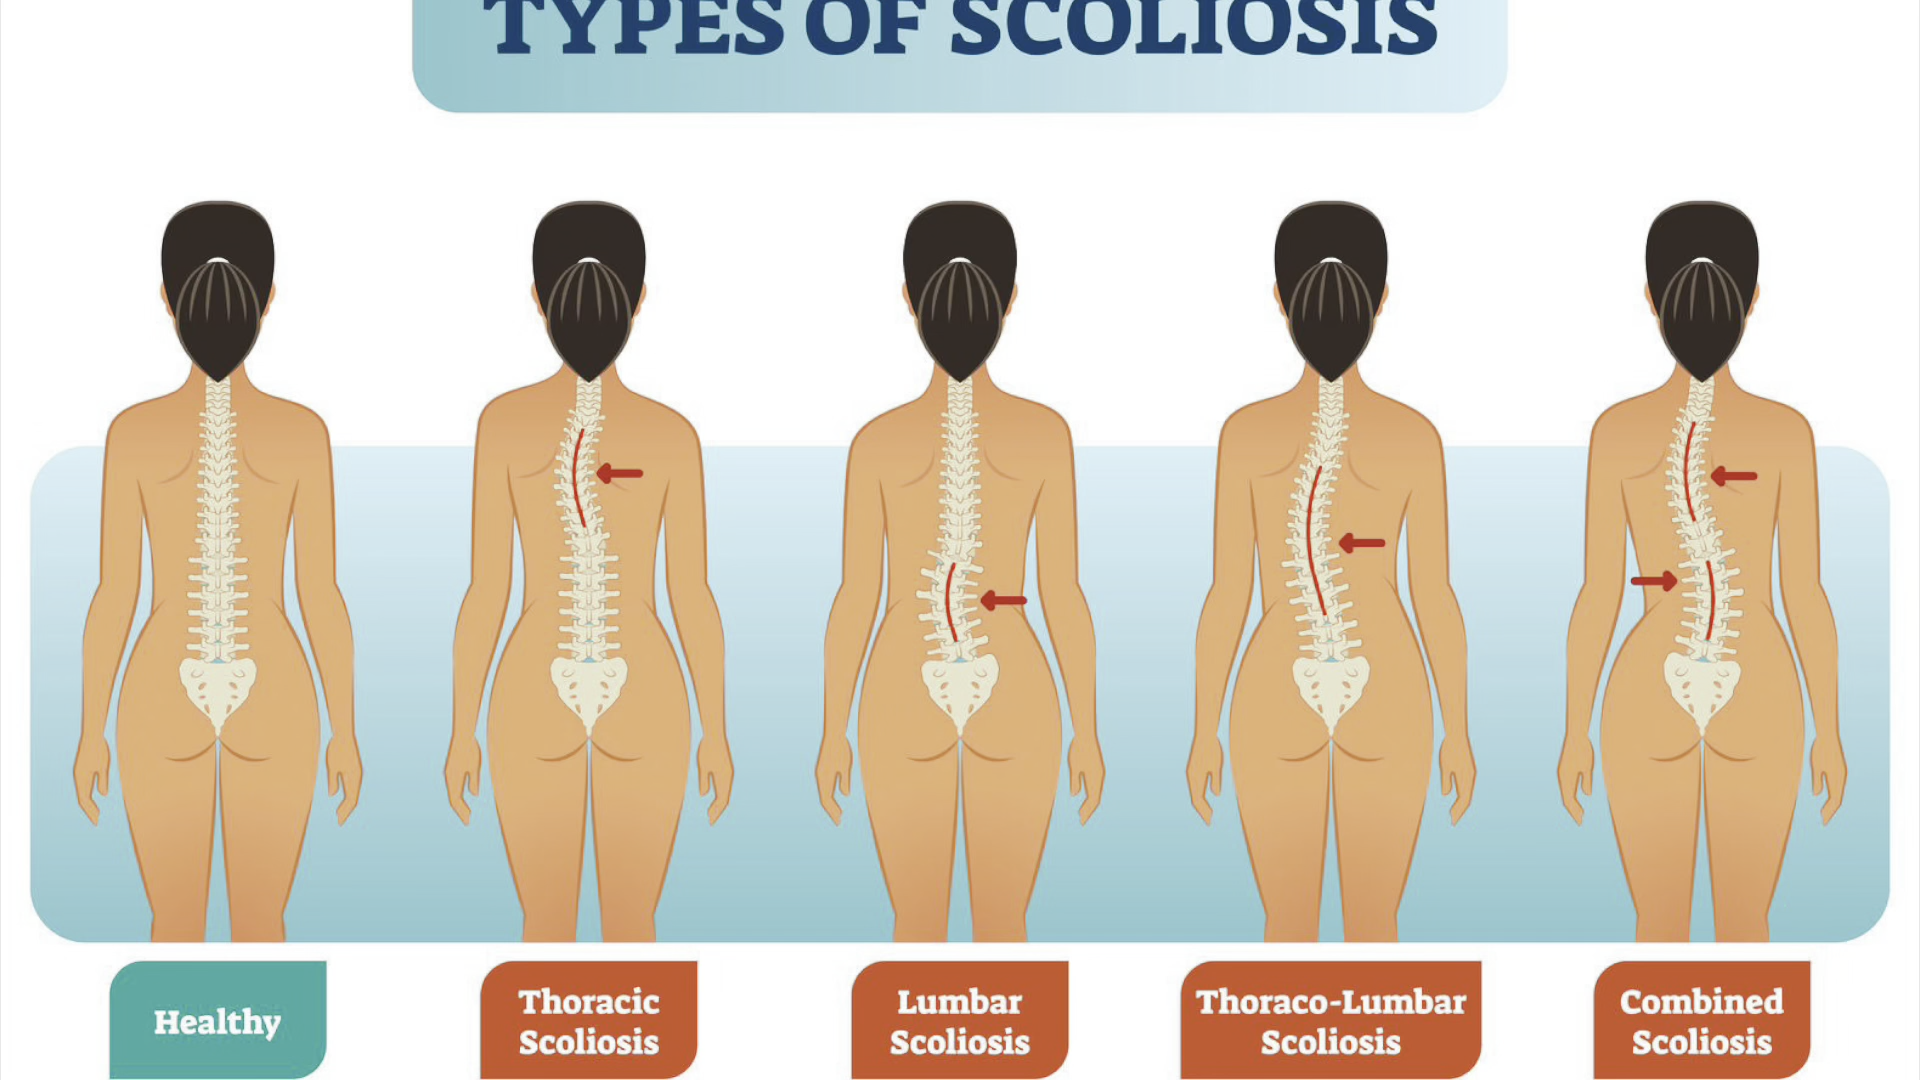 TYPES OF SCOLIOSIS
Healthy
Thoracic
Scoliosis
Lumbar
Scoliosis
Thoraco-Lumbar
Scoliosis
Combined
Scoliosis